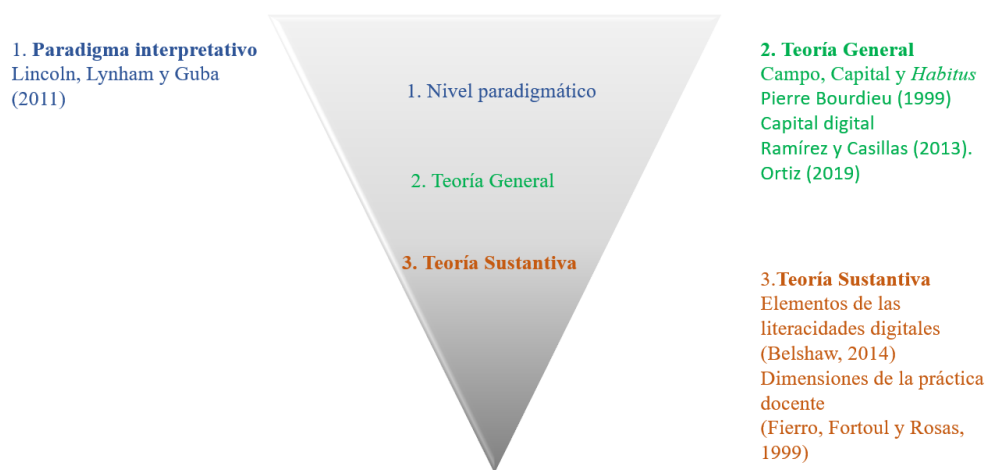 1. Paradigma interpretativo
Lincoln, Lynham y Guba
(2011)
1. Nivel paradigmático
2. Teoría General
3. Teoría Sustantiva
2. Teoría General
Campo, Capital y Habitus
Pierre Bourdieu (1999)
Capital digital
Ramírez y Casillas (2013).
Ortiz (2019)
3.Teoría Sustantiva
Elementos de las
literacidades digitales
(Belshaw, 2014)
Dimensiones de la práctica
docente
(Fierro, Fortoul y Rosas,
1999)